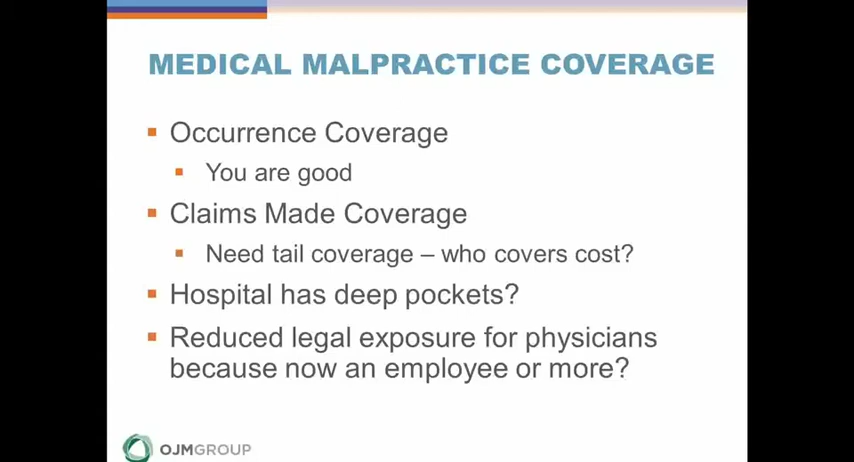 MEDICAL MALPRACTICE COVERAGE
Occurrence Coverage
You are good
Claims Made Coverage
Need tail coverage – who covers cost?
Hospital has deep pockets?
Reduced legal exposure for physicians
because now an employee or more?
OJMGROUP